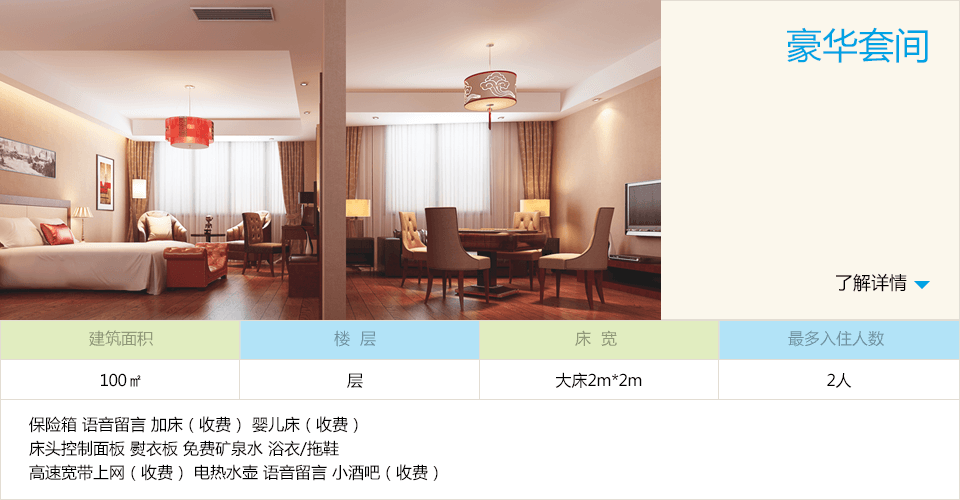 豪华套间
了解详情
建筑面积 楼 层 床 宽 最多入住人数
100㎡ 层 大床2m*2m 2人
保险箱 语音留言 加床（收费） 婴儿床（收费）
床头控制面板 熨衣板 免费矿泉水 浴衣/拖鞋
高速宽带上网（收费） 电热水壶 语音留言 小酒吧（收费）